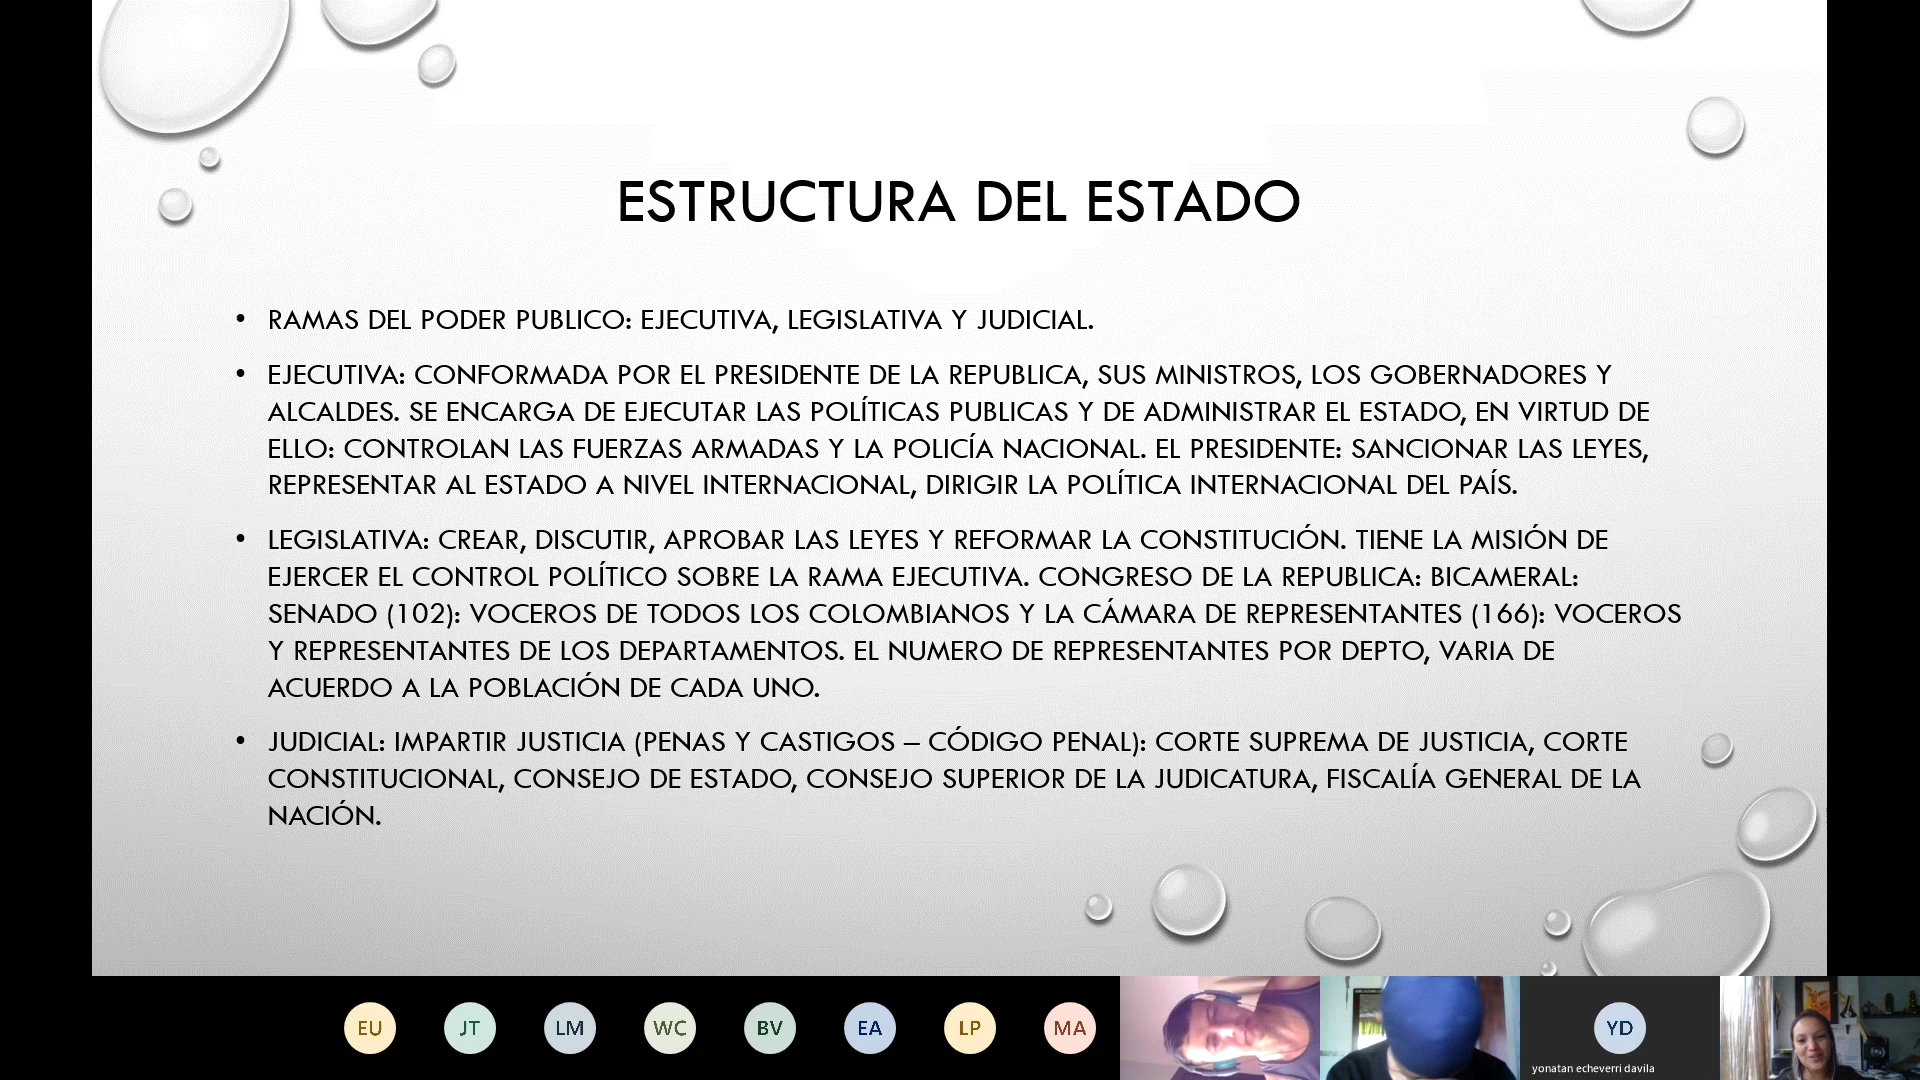 ESTRUCTURA DEL ESTADO
• RAMAS DEL PODER PUBLICO: EJECUTIVA, LEGISLATIVA Y JUDICIAL.
• EJECUTIVA: CONFORMADA POR EL PRESIDENTE DE LA REPUBLICA, SUS MINISTROS, LOS GOBERNADORES Y
ALCALDES. SE ENCARGA DE EJECUTAR LAS POLÍTICAS PUBLICAS Y DE ADMINISTRAR EL ESTADO, EN VIRTUD DE
ELLO: CONTROLAN LAS FUERZAS ARMADAS Y LA POLICÍA NACIONAL. EL PRESIDENTE: SANCIONAR LAS LEYES,
REPRESENTAR AL ESTADO A NIVEL INTERNACIONAL, DIRIGIR LA POLÍTICA INTERNACIONAL DEL PAÍS.
• LEGISLATIVA: CREAR, DISCUTIR, APROBAR LAS LEYES Y REFORMAR LA CONSTITUCIÓN. TIENE LA MISIÓN DE
EJERCER EL CONTROL POLÍTICO SOBRE LA RAMA EJECUTIVA. CONGRESO DE LA REPUBLICA: BICAMERAL:
SENADO (102): VOCEROS DE TODOS LOS COLOMBIANOS Y LA CÁMARA DE REPRESENTANTES (166): VOCEROS
Y REPRESENTANTES DE LOS DEPARTAMENTOS. EL NUMERO DE REPRESENTANTES POR DEPTO, VARIA DE
ACUERDO A LA POBLACIÓN DE CADA UNO.
• JUDICIAL: IMPARTIR JUSTICIA (PENAS Y CASTIGOS – CÓDIGO PENAL): CORTE SUPREMA DE JUSTICIA, CORTE
CONSTITUCIONAL, CONSEJO DE ESTADO, CONSEJO SUPERIOR DE LA JUDICATURA, FISCALÍA GENERAL DE LA
NACIÓN.
EU JT LM WC BV EA LP MA YD
yonatan echeverri davila